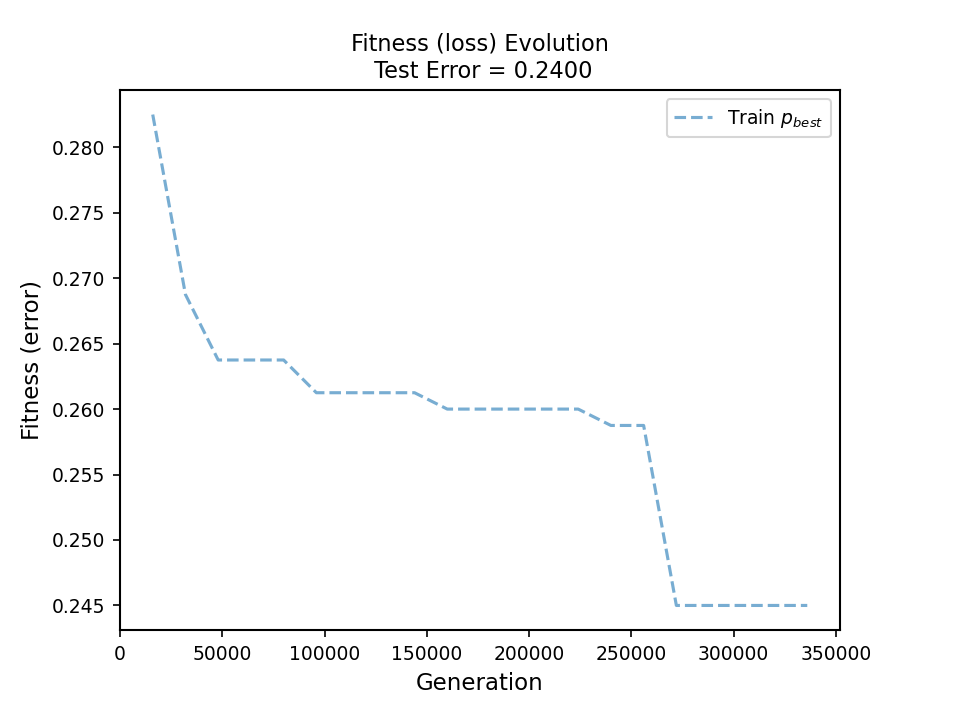 Fitness (loss) Evolution
Test Error = 0.2400
Train p_best
Fitness (error)
0.280
0.275
0.270
0.265
0.260
0.255
0.250
0.245
0 50000 100000 150000 200000 250000 300000 350000
Generation